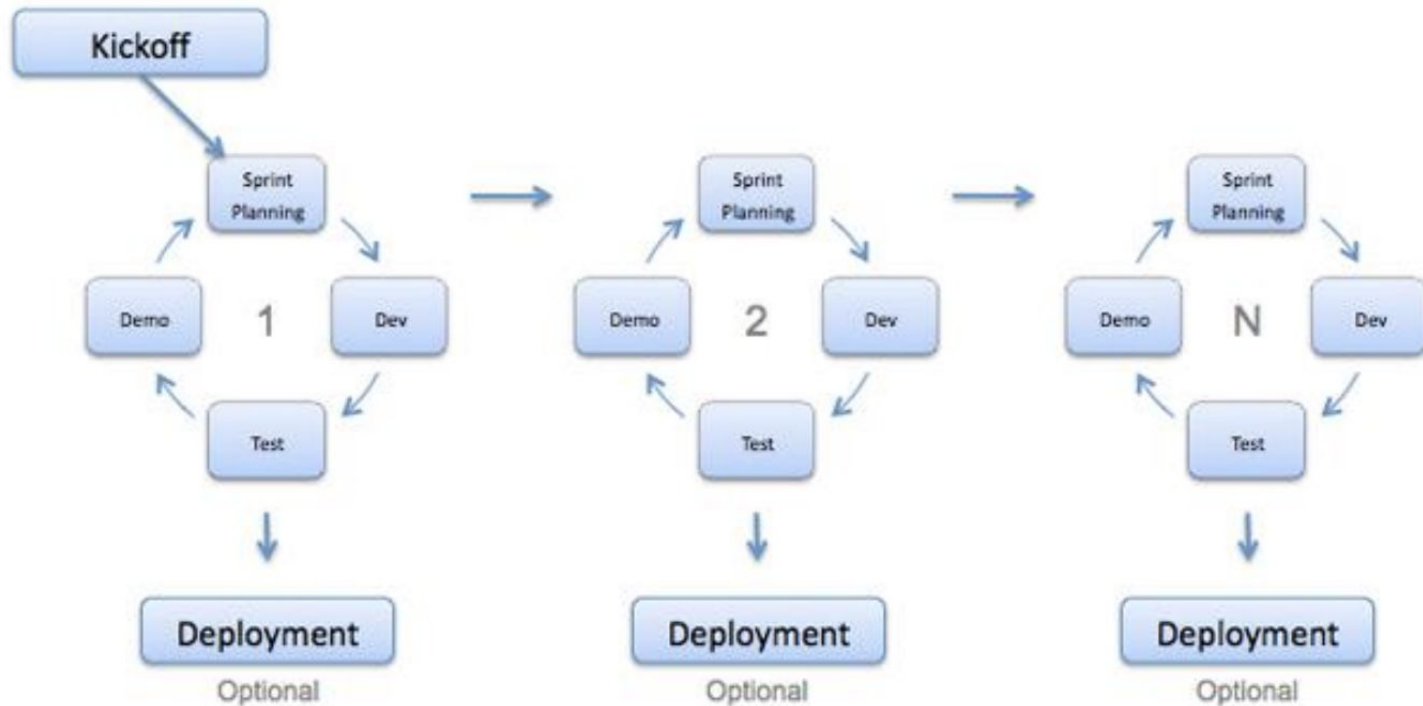 Kickoff
Sprint
Planning
Demo
1
Dev
Test
Deployment
Optional
Sprint
Planning
Demo
2
Dev
Test
Deployment
Optional
Sprint
Planning
Demo
N
Dev
Test
Deployment
Optional